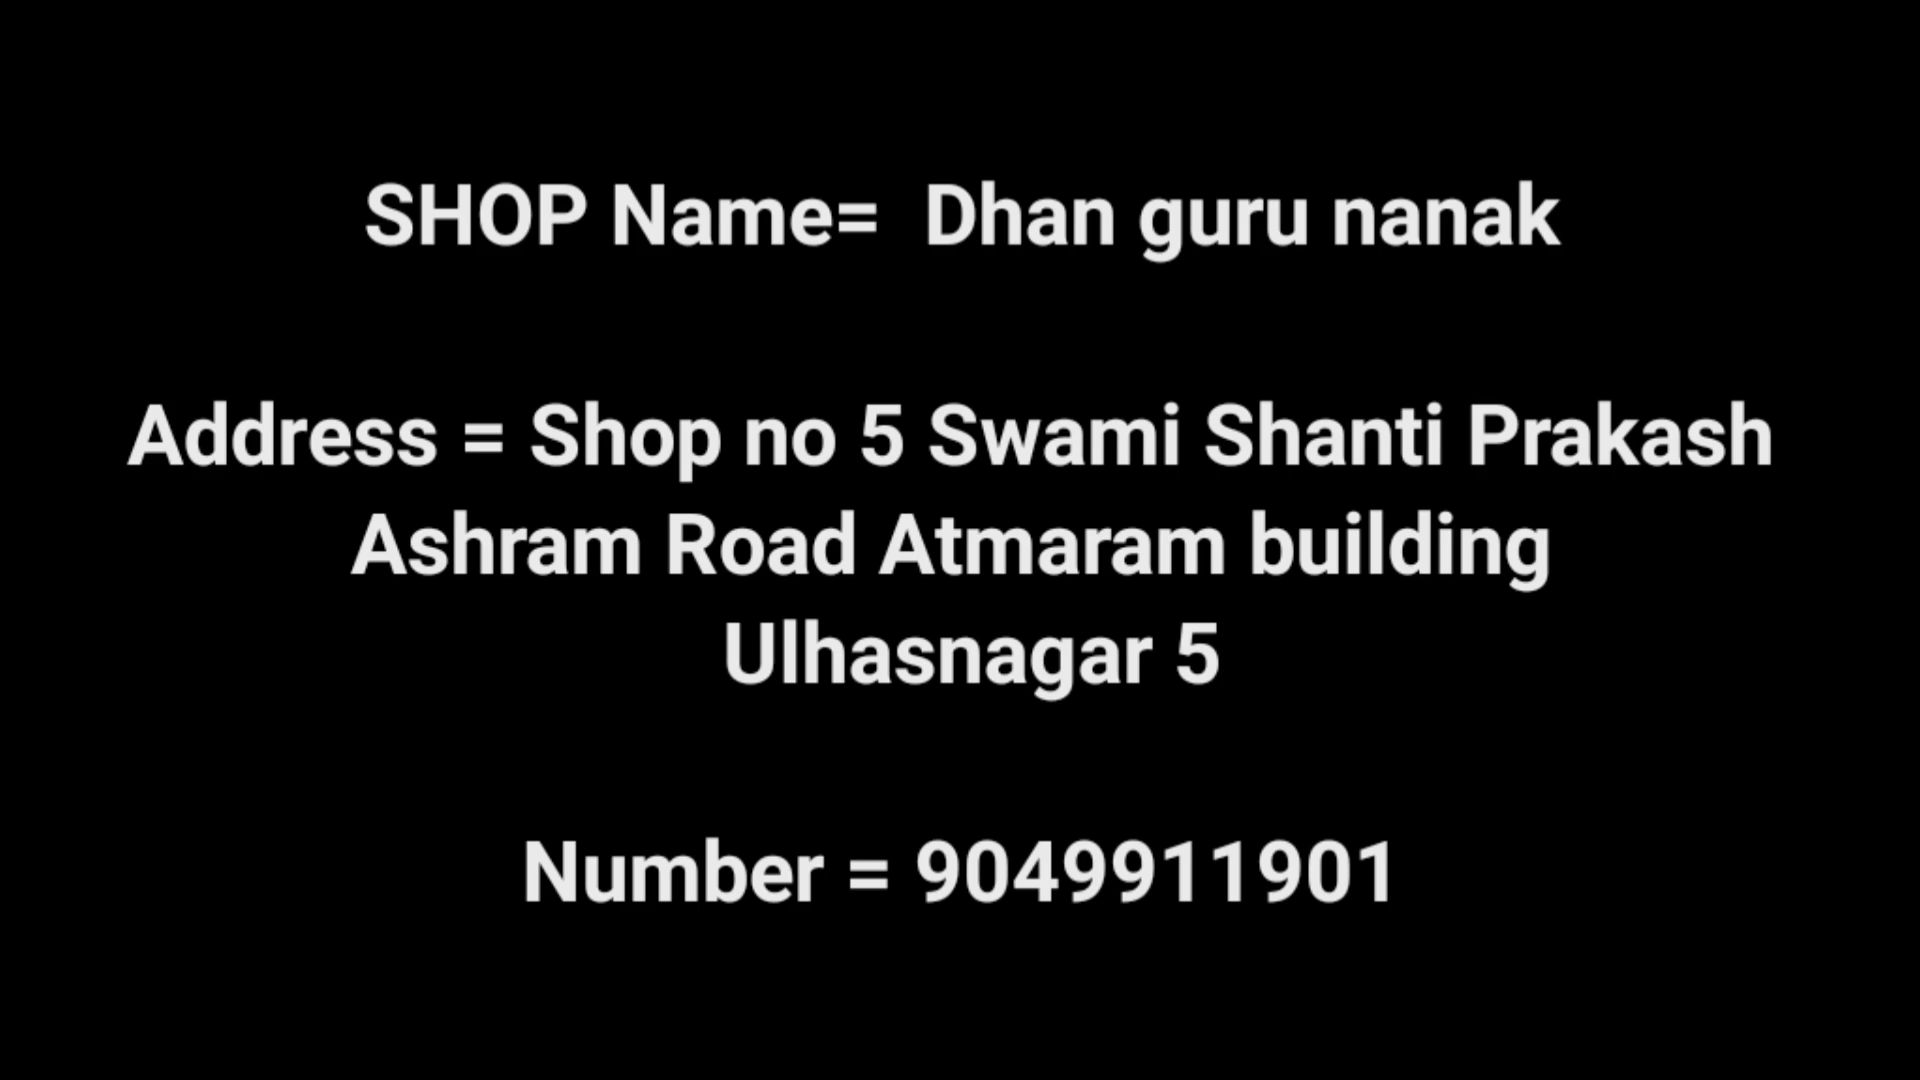 SHOP Name=  Dhan guru nanak
Address = Shop no 5 Swami Shanti Prakash
Ashram Road Atmaram building
Ulhasnagar 5
Number = 9049911901